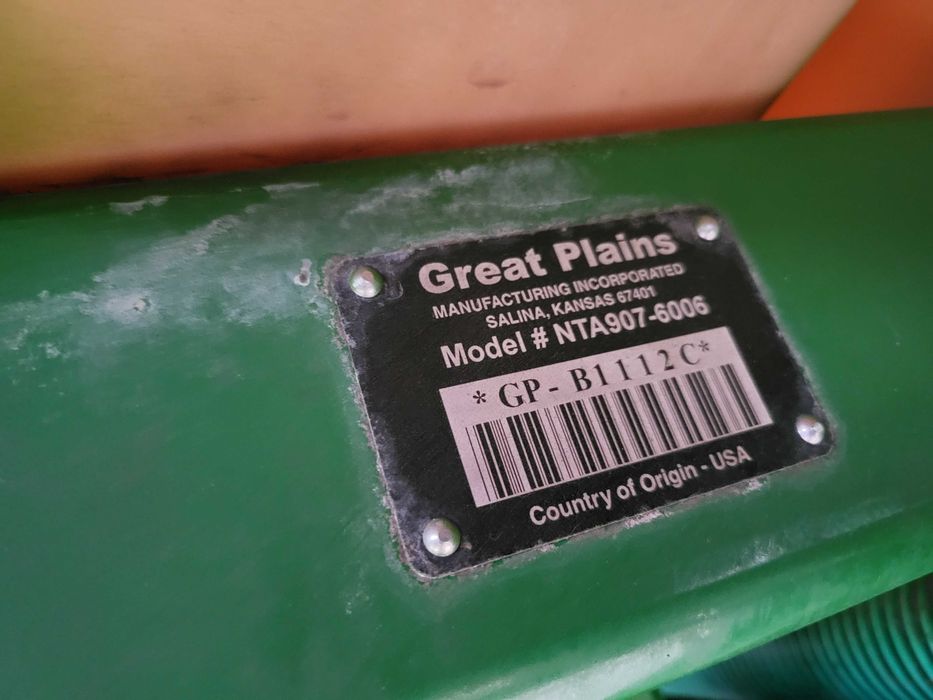 Great Plains
MANUFACTURING INCORPORATED
SALINA, KANSAS 67401
Model # NTA907-6006
*GP-B1112C*
Country of Origin - USA